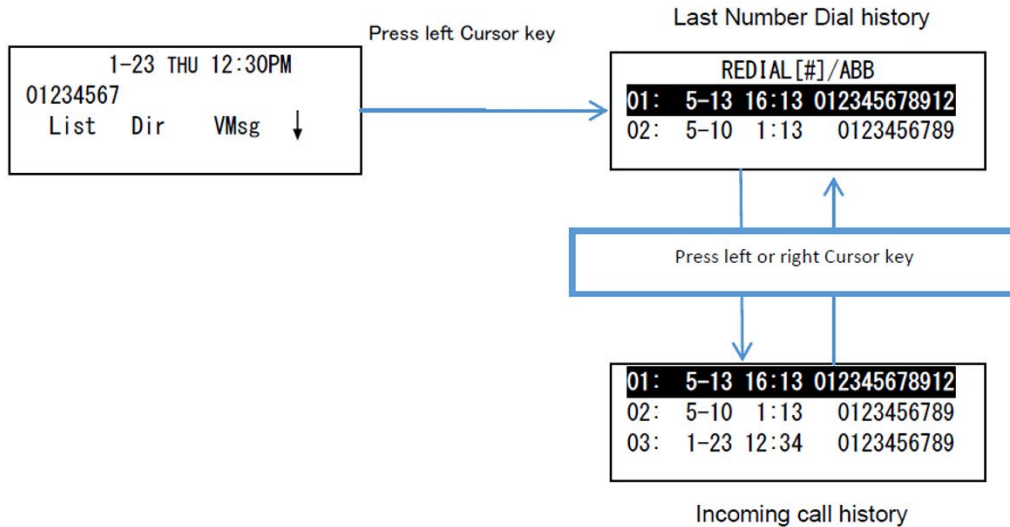 Last Number Dial history
Press left Cursor key
1-23 THU 12:30PM
01234567
List Dir VMsg ↓
REDIAL[#]/ABB
01: 5-13 16:13 012345678912
02: 5-10 1:13 0123456789
Press left or right Cursor key
01: 5-13 16:13 012345678912
02: 5-10 1:13 0123456789
03: 1-23 12:34 0123456789
Incoming call history